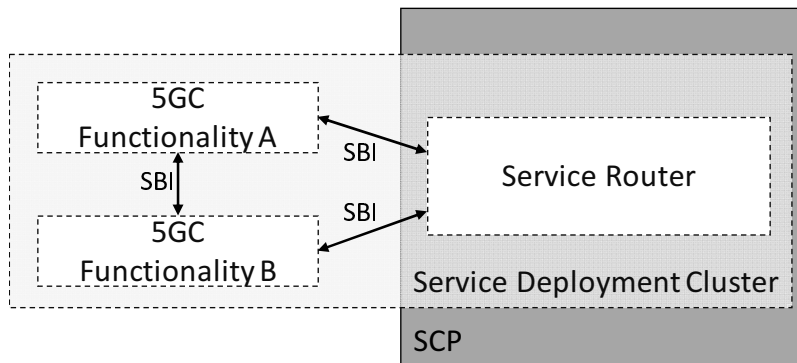 5GC
Functionality A
SBI
Service Router
SBI
SBI
5GC
Functionality B
Service Deployment Cluster
SCP